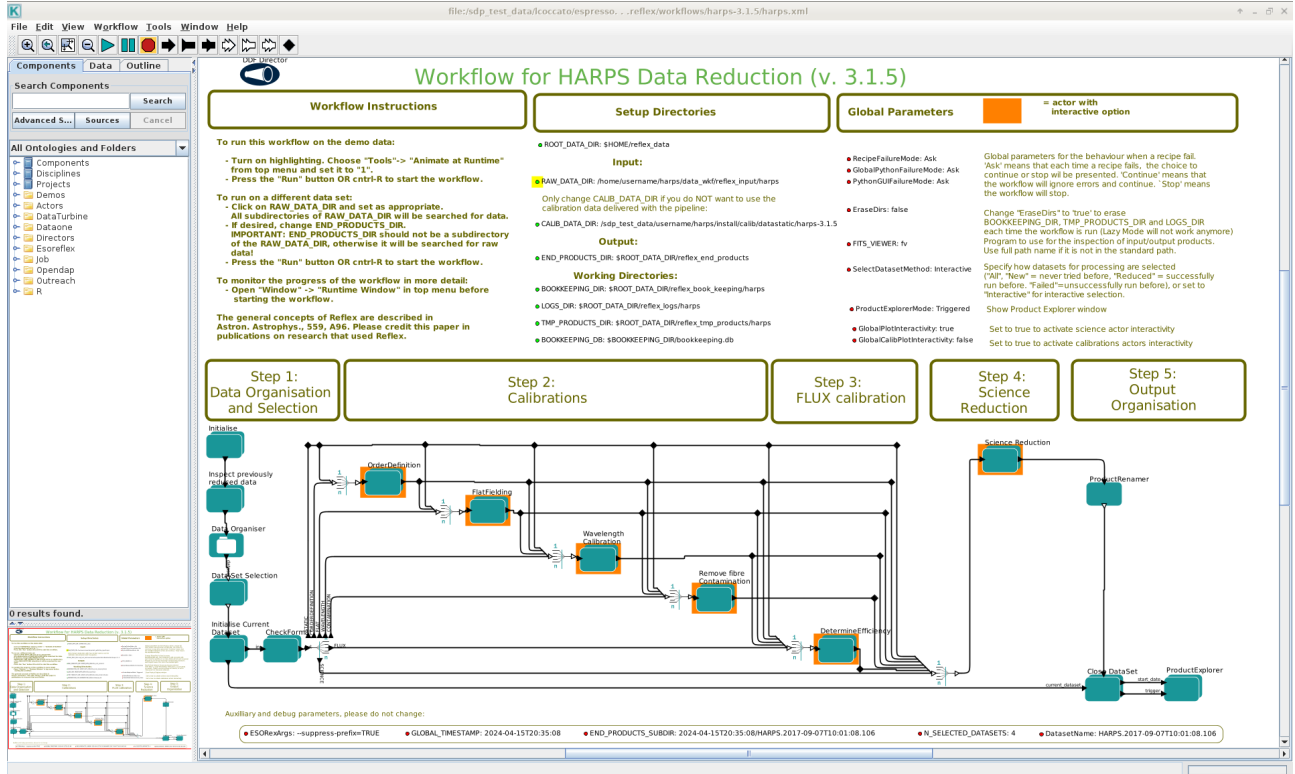 file:/sdp_test_data/lcoccato/espresso. . .reflex/workflows/harps-3.1.5/harps.xml
File Edit View Workflow Tools Window Help
Components Data Outline
Search Components
Search
Advanced S... Sources Cancel
All Ontologies and Folders
Components
Disciplines
Projects
Demos
Actors
DataTurbine
Dataone
Directors
Esoreflex
Job
Opendap
Outreach
R
0 results found.
DDF Director
Workflow for HARPS Data Reduction (v. 3.1.5)
Workflow Instructions
To run this workflow on the demo data:
- Turn on highlighting. Choose "Tools"-> "Animate at Runtime"
from top menu and set it to "1".
- Press the "Run" button OR cntrl-R to start the workflow.
To run on a different data set:
- Click on RAW_DATA_DIR and set as appropriate.
All subdirectories of RAW_DATA_DIR will be searched for data.
- If desired, change END_PRODUCTS_DIR.
IMPORTANT: END_PRODUCTS_DIR should not be a subdirectory
of the RAW_DATA_DIR, otherwise it will be searched for raw
data!
- Press the "Run" button OR cntrl-R to start the workflow.
To monitor the progress of the workflow in more detail:
- Open "Window" -> "Runtime Window" in top menu before
starting the workflow.
The general concepts of Reflex are described in
Astron. Astrophys., 559, A96. Please credit this paper in
publications on research that used Reflex.
Setup Directories
ROOT_DATA_DIR: $HOME/reflex_data
Input:
RAW_DATA_DIR: /home/username/harps/data_wkf/reflex_input/harps
Only change CALIB_DATA_DIR if you do NOT want to use the
calibration data delivered with the pipeline;
CALIB_DATA_DIR: /sdp_test_data/username/harps/install/calib/datastatic/harps-3.1.5
Output:
END_PRODUCTS_DIR: $ROOT_DATA_DIR/reflex_end_products
Working Directories:
BOOKKEEPING_DIR: $ROOT_DATA_DIR/reflex_book_keeping/harps
LOGS_DIR: $ROOT_DATA_DIR/reflex_logs/harps
TMP_PRODUCTS_DIR: $ROOT_DATA_DIR/reflex_tmp_products/harps
BOOKKEEPING_DB: $BOOKKEEPING_DIR/bookkeeping.db
Global Parameters
= actor with
interactive option
RecipeFailureMode: Ask
GlobalPythonFailureMode: Ask
PythonGUIFailureMode: Ask
EraseDirs: false
FITS_VIEWER: fv
SelectDatasetMethod: Interactive
ProductExplorerMode: Triggered
GlobalPlotInteractivity: true
GlobalCalibPlotInteractivity: false
Global parameters for the behaviour when a recipe fail.
'Ask' means that each time a recipe fails, the choice to
continue or stop wil be presented. 'Continue' means that
the workflow will ignore errors and continue. `Stop' means
the workflow will stop.
Change "EraseDir" to 'true' to erase
BOOKKEEPING_DIR, TMP_PRODUCTS_DIR and LOGS_DIR
each time the workflow is run (Lazy Mode will not work anymore)
Program to use for the inspection of input/output products.
Use full path name if it is not in the standard path.
Specify how datasets for processing are selected
("All", "New" = never tried before, "Reduced" = successfully
run before. "Failed"=unsuccessfully run before), or set to
"Interactive" for interactive selection.
Show Product Explorer window
Set to true to activate science actor interactivity
Set to true to activate calibrations actors interactivity
Step 1:
Data Organisation
and Selection
Step 2:
Calibrations
Step 3:
FLUX calibration
Step 4:
Science
Reduction
Step 5:
Output
Organisation
Initialise
Inspect previously
reduced data
Data Organiser
DataSet Selection
Initialise Current
DataSet
CheckForm
FLUX
OrderDefinition
FlatFielding
Wavelength
Calibration
Remove fibre
Contamination
DetermineEfficiency
Science Reduction
ProductRenamer
current_dataset
Close DataSet
start_data
trigger
ProductExplorer
Auxilliary and debug parameters, please do not change:
ESORexArgs: --suppress-prefix=TRUE
GLOBAL_TIMESTAMP: 2024-04-15T20:35:08
END_PRODUCTS_SUBDIR: 2024-04-15T20:35:08/HARPS.2017-09-07T10:01:08.106
N_SELECTED_DATASETS: 4
DatasetName: HARPS.2017-09-07T10:01:08.106